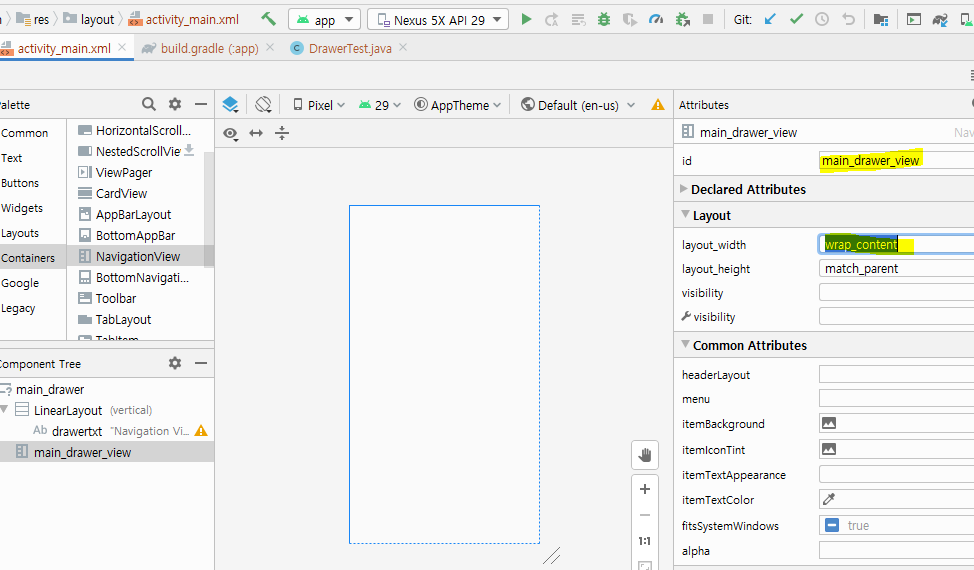 res layout activity_main.xml app Nexus 5X API 29 Git:
activity_main.xml build.gradle (:app) DrawerTest.java
Palette
Pixel 29 AppTheme Default (en-us)
Attributes
Common
Text
Buttons
Widgets
Layouts
Containers
Google
Legacy
HorizontalScroll...
NestedScrollVie
ViewPager
CardView
AppBarLayout
BottomAppBar
NavigationView
BottomNavigati...
Toolbar
TabLayout
TabItem
Component Tree
main_drawer
LinearLayout (vertical)
Ab drawertxt "Navigation Vi...
main_drawer_view
1:1
main_drawer_view Nav
id main_drawer_view
Declared Attributes
Layout
layout_width wrap_content
layout_height match_parent
visibility
visibility
Common Attributes
headerLayout
menu
itemBackground
itemIconTint
itemTextAppearance
itemTextColor
fitsSystemWindows true
alpha